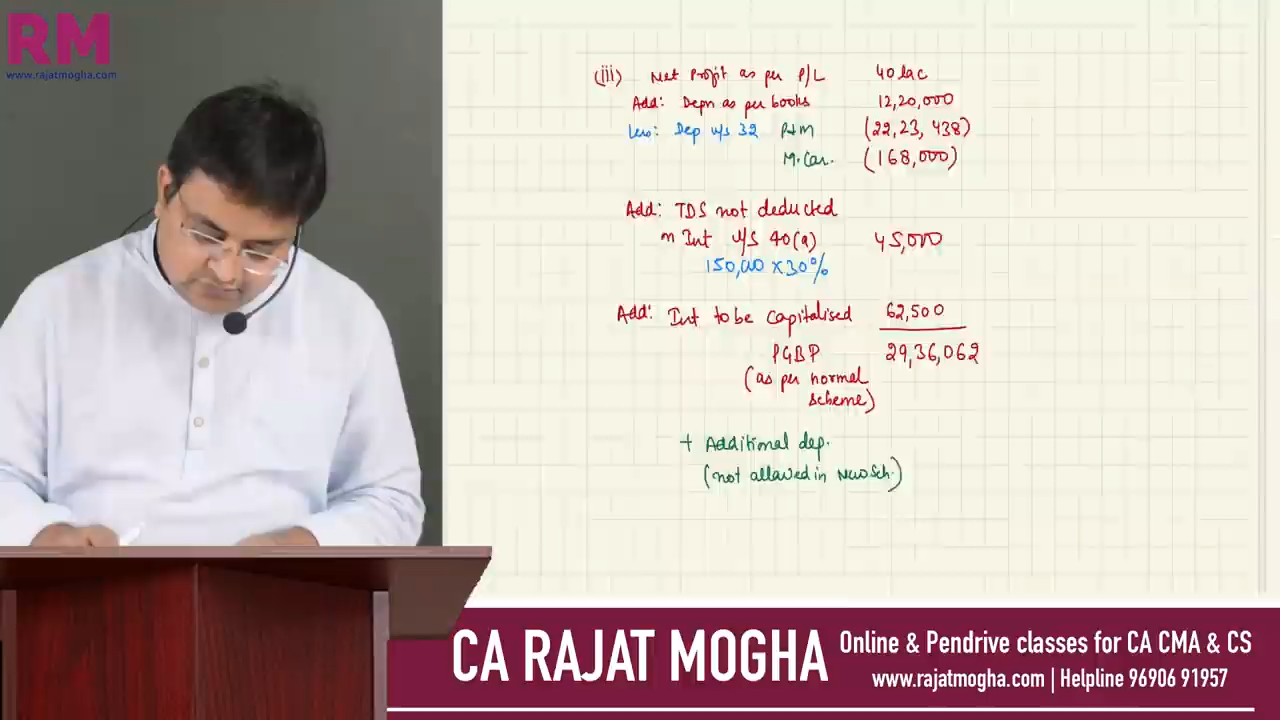 RM
www.rajatmogha.com
(iii) Net Profit as per P/L 40 lac
Add: Depn as per books 12,20,000
Less: Dep u/s 32 P&M (22,23,438)
M.Car. (168,000)
Add: TDS not deducted
n Int u/s 40(a) 45,000
150,000 x 30%
Add: Int to be capitalised 62,500
PGBP 29,36,062
(as per normal
scheme)
+ Additional dep.
(not allowed in New Sch.)
CA RAJAT MOGHA
Online & Pendrive classes for CA CMA & CS
www.rajatmogha.com | Helpline 96906 91957